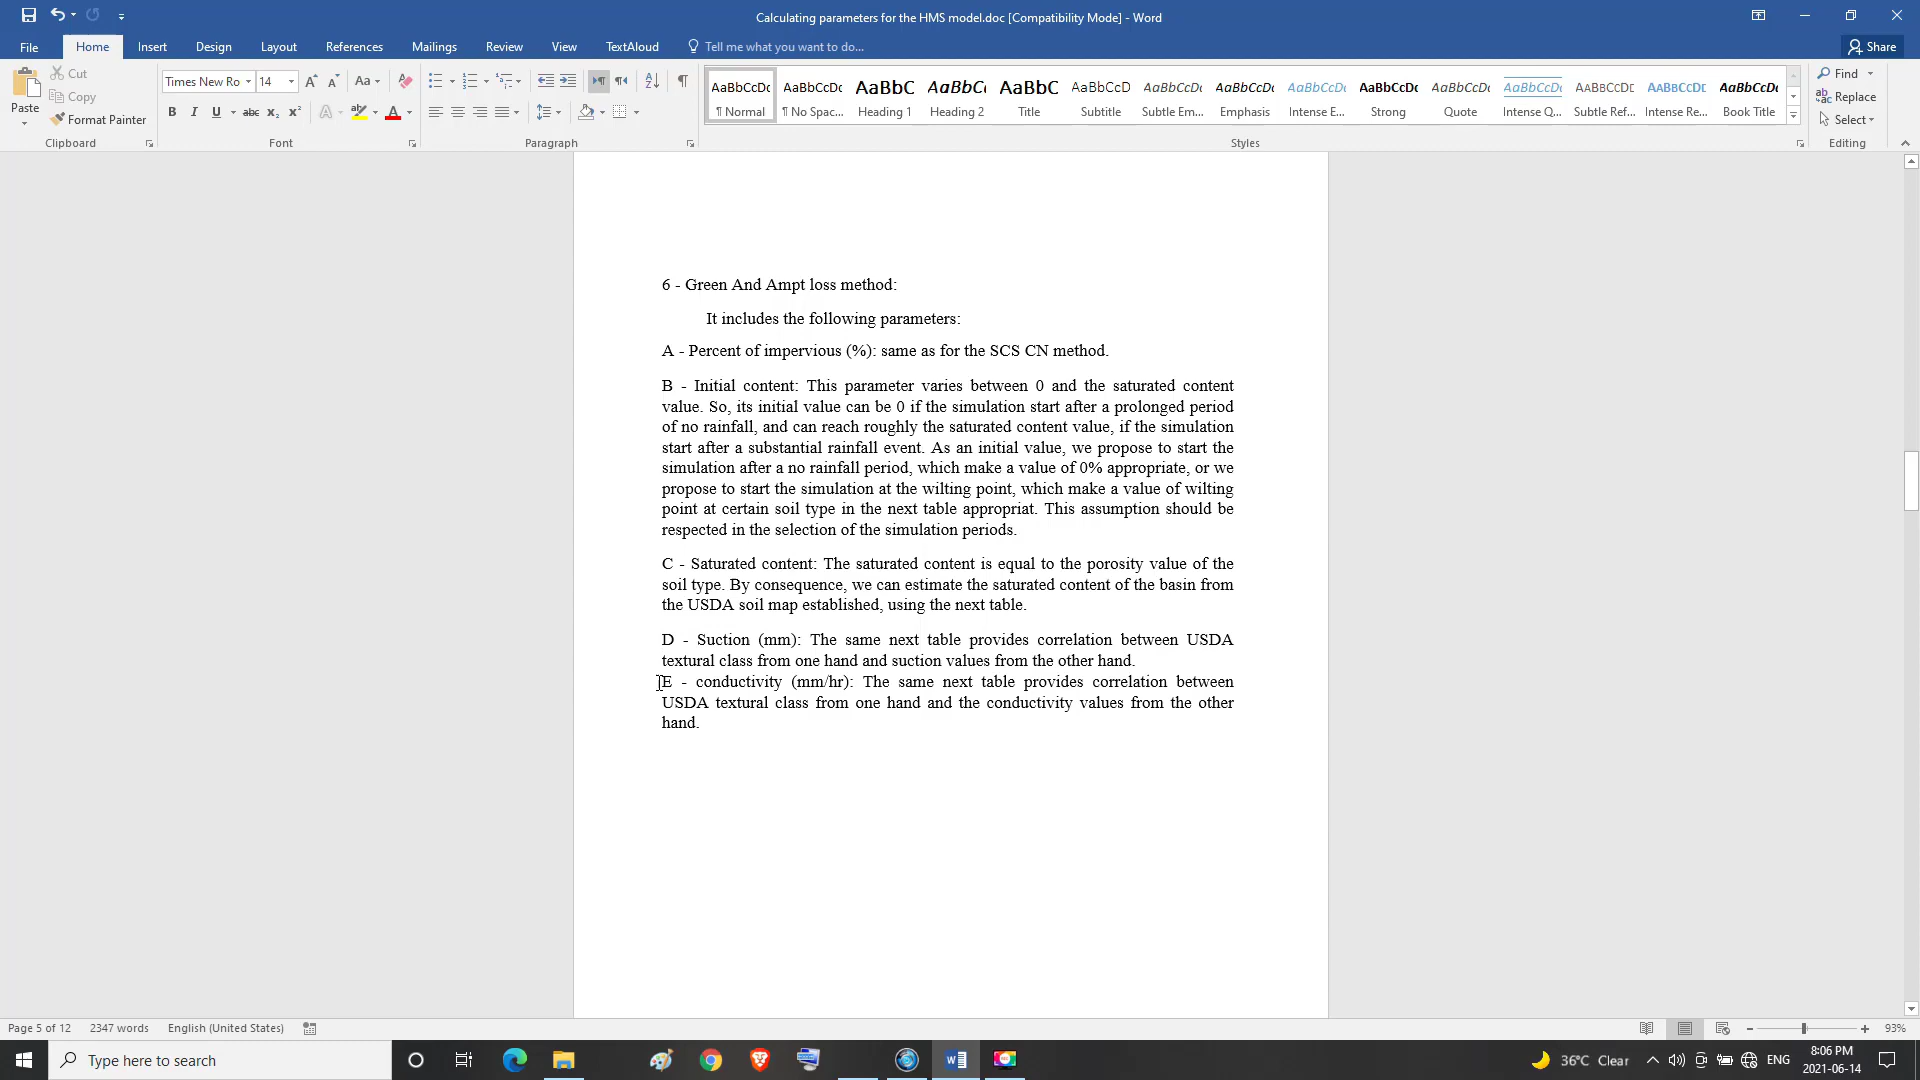 Calculating parameters for the HMS model.doc [Compatibility Mode] - Word
File Home Insert Design Layout References Mailings Review View TextAloud Tell me what you want to do... Share
Paste
Cut
Copy
Format Painter
Clipboard
Times New Ro 14
Font
Paragraph
AaBbCcDc ¶ Normal
AaBbCcDc ¶ No Spac...
AaBbC Heading 1
AaBbC Heading 2
AaBbC Title
AaBbCcD Subtitle
AaBbCcDc Subtle Em...
AaBbCcDc Emphasis
AaBbCcDc Intense E...
AaBbCcDc Strong
AaBbCcDc Quote
AaBbCcDc Intense Q...
AaBbCcDc Subtle Ref...
AaBbCcDc Intense Re...
AaBbCcDc Book Title
Styles
Find
Replace
Select
Editing
6 - Green And Ampt loss method:
It includes the following parameters:
A - Percent of impervious (%): same as for the SCS CN method.
B - Initial content: This parameter varies between 0 and the saturated content
value. So, its initial value can be 0 if the simulation start after a prolonged period
of no rainfall, and can reach roughly the saturated content value, if the simulation
start after a substantial rainfall event. As an initial value, we propose to start the
simulation after a no rainfall period, which make a value of 0% appropriate, or we
propose to start the simulation at the wilting point, which make a value of wilting
point at certain soil type in the next table appropriat. This assumption should be
respected in the selection of the simulation periods.
C - Saturated content: The saturated content is equal to the porosity value of the
soil type. By consequence, we can estimate the saturated content of the basin from
the USDA soil map established, using the next table.
D - Suction (mm): The same next table provides correlation between USDA
textural class from one hand and suction values from the other hand.
E - conductivity (mm/hr): The same next table provides correlation between
USDA textural class from one hand and the conductivity values from the other
hand.
Page 5 of 12 2347 words English (United States) 93%
Type here to search
36°C Clear
ENG
8:06 PM
2021-06-14